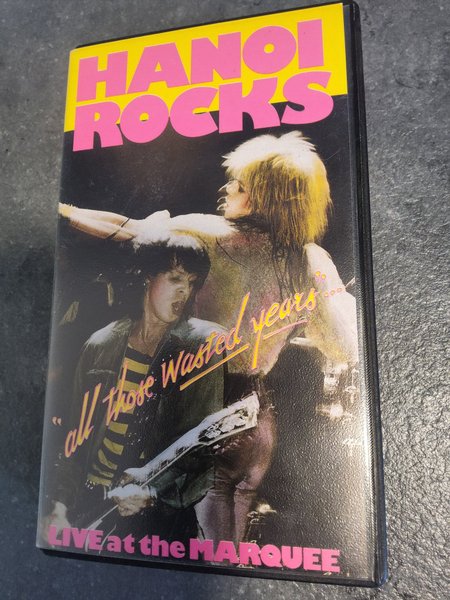 HANOI
ROCKS
"all those wasted years".....
LIVE at the MARQUEE